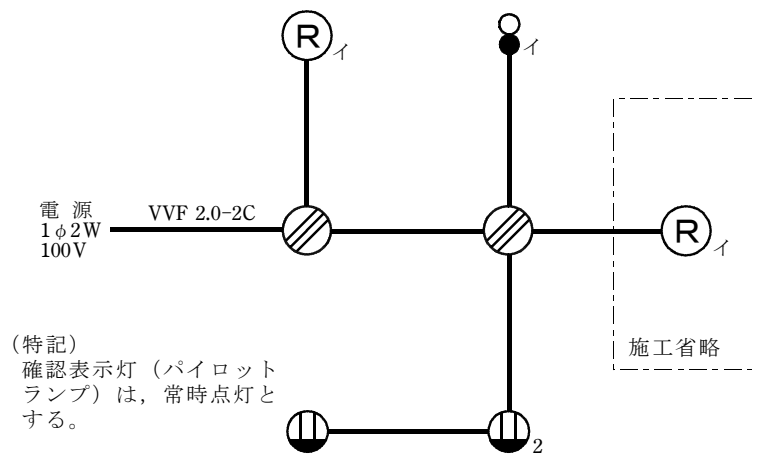 R イ
イ
電源
1φ2W
100V
VVF 2.0-2C
R イ
施工省略
(特記)
確認表示灯(パイロット
ランプ)は,常時点灯と
する。
2